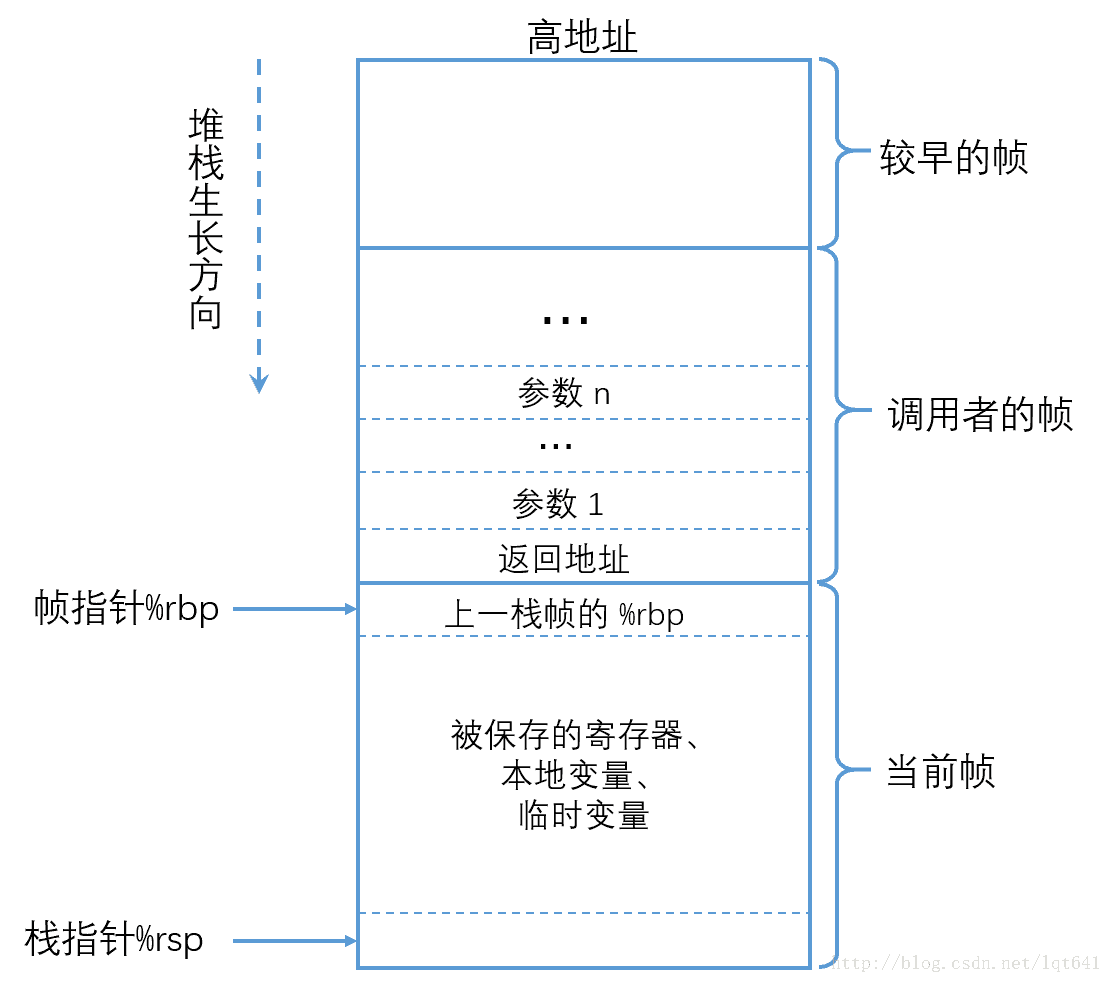 高地址
堆栈生长方向
较早的帧
...
参数 n
...
调用者的帧
参数 1
返回地址
帧指针%rbp
上一栈帧的 %rbp
被保存的寄存器、
本地变量、
临时变量
当前帧
栈指针%rsp
http://blog.csdn.net/lqt641